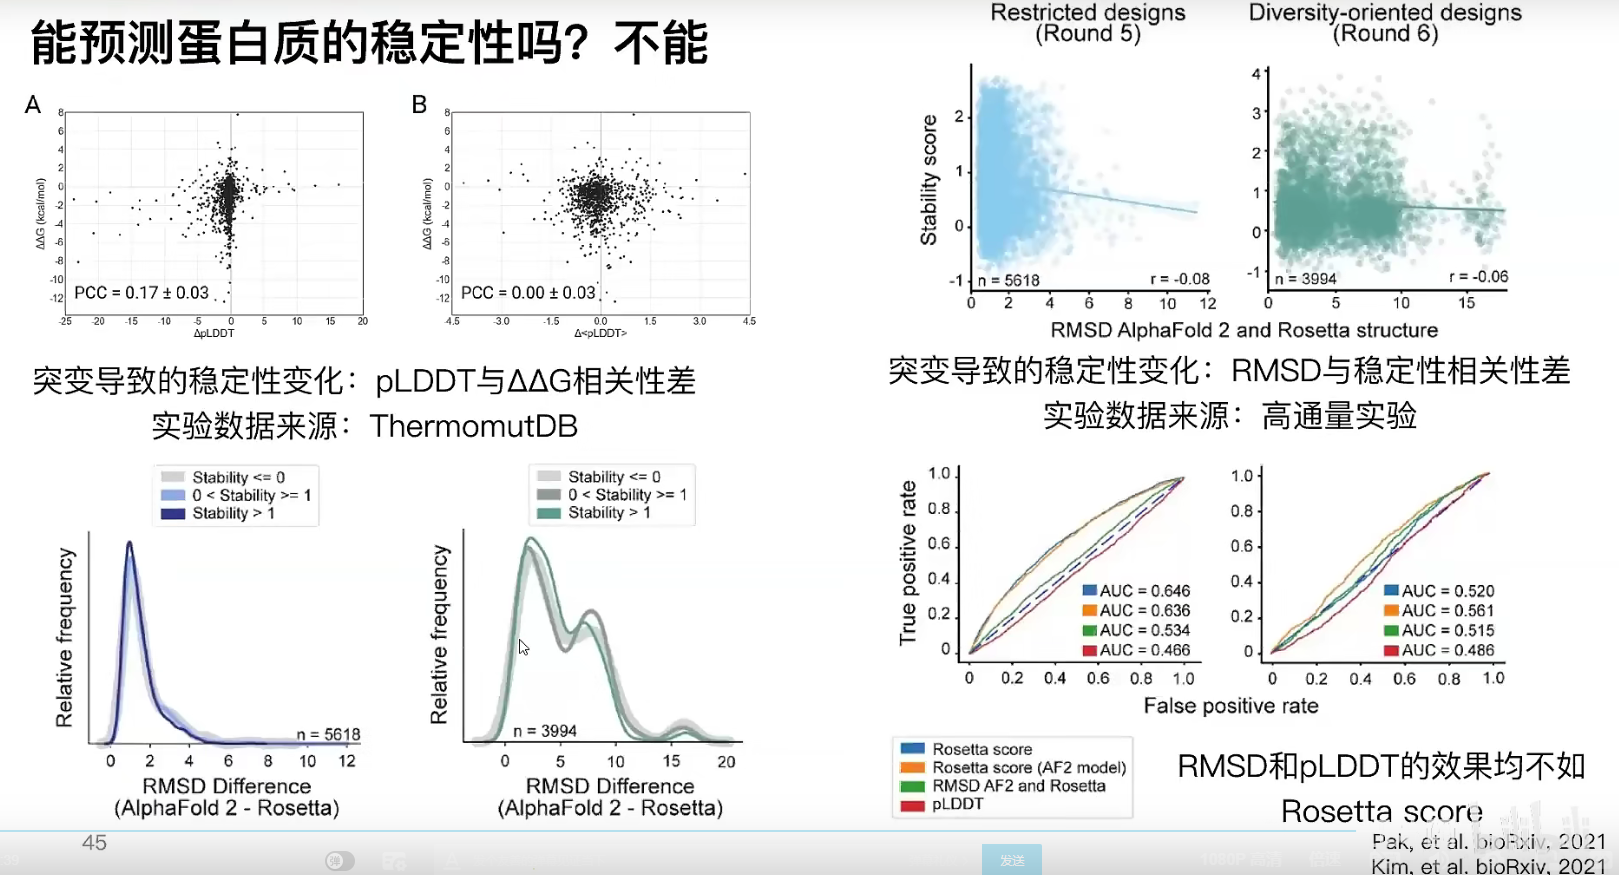 能预测蛋白质的稳定性吗？不能
A
8
6
4
2
0
-2
-4
-6
-8
-10
-12
ΔΔG (kcal/mol)
PCC = 0.17 ± 0.03
-25 -20 -15 -10 -5 0 5 10 15 20
ΔpLDDT
B
8
6
4
2
0
-2
-4
-6
-8
-10
-12
ΔΔG (kcal/mol)
PCC = 0.00 ± 0.03
-4.5 -3.0 -1.5 0.0 1.5 3.0 4.5
Δ<pLDDT>
突变导致的稳定性变化：pLDDT与ΔΔG相关性差
实验数据来源：ThermomutDB
Restricted designs
(Round 5)
Stability score
2
1
0
-1
n = 5618
r = -0.08
0 2 4 6 8 10 12
Diversity-oriented designs
(Round 6)
4
3
2
1
0
-1
n = 3994
r = -0.06
0 5 10 15
RMSD AlphaFold 2 and Rosetta structure
突变导致的稳定性变化：RMSD与稳定性相关性差
实验数据来源：高通量实验
Stability <= 0
0 < Stability >= 1
Stability > 1
Relative frequency
n = 5618
0 2 4 6 8 10 12
RMSD Difference
(AlphaFold 2 - Rosetta)
Stability <= 0
0 < Stability >= 1
Stability > 1
Relative frequency
n = 3994
0 5 10 15 20
RMSD Difference
(AlphaFold 2 - Rosetta)
True positive rate
1.0
0.8
0.6
0.4
0.2
0
AUC = 0.646
AUC = 0.636
AUC = 0.534
AUC = 0.466
0 0.2 0.4 0.6 0.8 1.0
1.0
0.8
0.6
0.4
0.2
0
AUC = 0.520
AUC = 0.561
AUC = 0.515
AUC = 0.486
0 0.2 0.4 0.6 0.8 1.0
False positive rate
Rosetta score
Rosetta score (AF2 model)
RMSD AF2 and Rosetta
pLDDT
RMSD和pLDDT的效果均不如
Rosetta score
Pak, et al. bioRxiv, 2021
Kim, et al. bioRxiv, 2021
45
弹
发送
1080P 高清
倍速